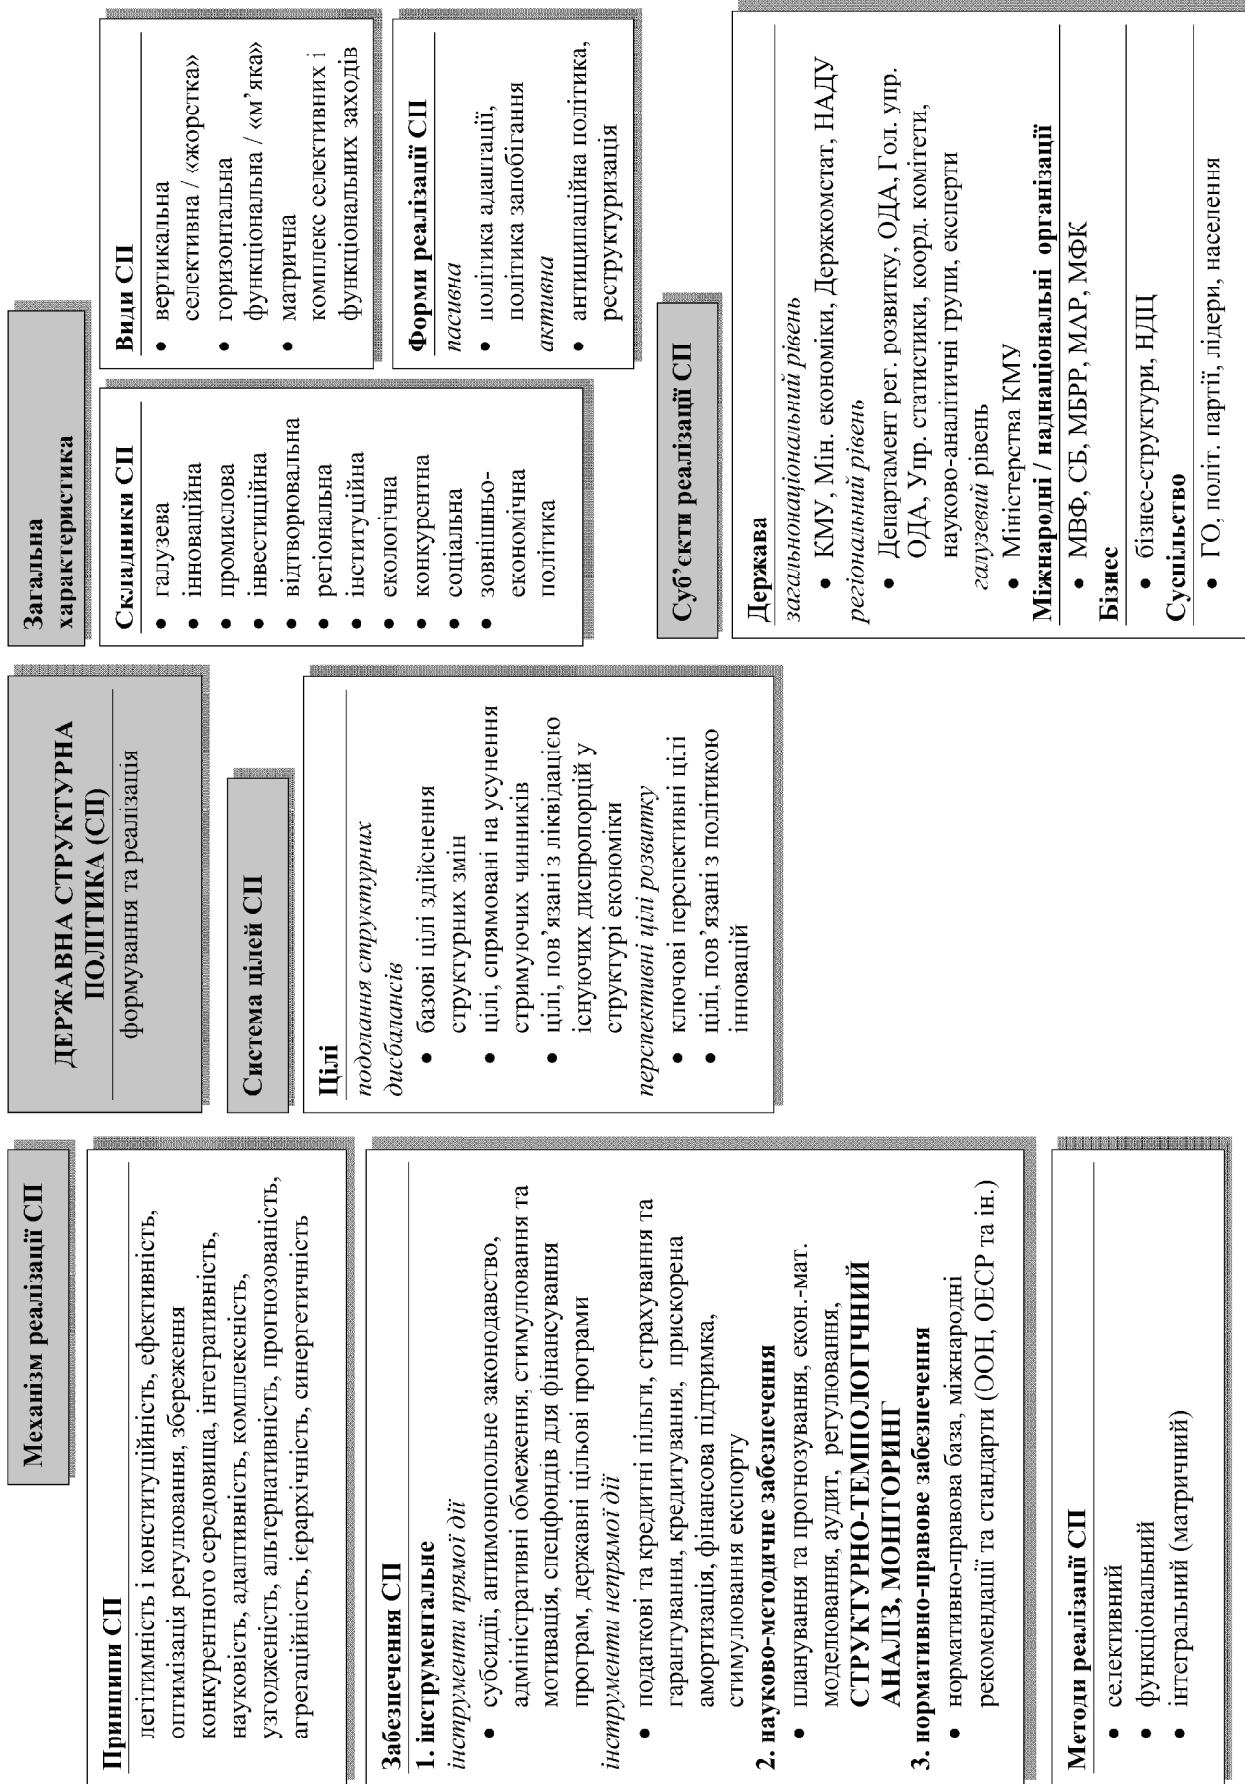 Механізм реалізації СП
Принципи СП
легітимність і конституційність, ефективність,
оптимізація регулювання, збереження
конкурентного середовища, інтегративність,
науковість, адаптивність, комплексність,
узгодженість, альтернативність, прогнозованість,
агрегаційність, ієрархічність, синергетичність
Забезпечення СП
1. інструментальне
інструменти прямої дії
• субсидії, антимонопольне законодавство,
адміністративні обмеження, стимулювання та
мотивація, спецфондів для фінансування
програм, державні цільові програми
інструменти непрямої дії
• податкові та кредитні пільги, страхування та
гарантування, кредитування, прискорена
амортизація, фінансова підтримка,
стимулювання експорту
2. науково-методичне забезпечення
• планування та прогнозування, екон.-мат.
моделювання, аудит, регулювання,
СТРУКТУРНО-ТЕМПОЛОГІЧНИЙ
АНАЛІЗ, МОНІТОРИНГ
3. нормативно-правове забезпечення
• нормативно-правова база, міжнародні
рекомендації та стандарти (ООН, ОЕСР та ін.)
Методи реалізації СП
• селективний
• функціональний
• інтегральний (матричний)
ДЕРЖАВНА СТРУКТУРНА
ПОЛІТИКА (СП)
формування та реалізація
Система цілей СП
Цілі
подолання структурних
дисбалансів
• базові цілі здійснення
структурних змін
• цілі, спрямовані на усунення
стримуючих чинників
• цілі, пов’язані з ліквідацією
існуючих диспропорцій у
структурі економіки
перспективні цілі розвитку
• ключові перспективні цілі
• цілі, пов’язані з політикою
інновацій
Загальна
характеристика
Складники СП
• галузева
• інноваційна
• промислова
• інвестиційна
• відтворювальна
• регіональна
• інституційна
• екологічна
• конкурентна
• соціальна
• зовнішньо-
економічна
політика
Види СП
• вертикальна
селективна / «жорстка»
• горизонтальна
функціональна / «м’яка»
• матрична
комплекс селективних і
функціональних заходів
Форми реалізації СП
пасивна
• політика адаптації,
політика запобігання
активна
• антиципаційна політика,
реструктуризація
Суб’єкти реалізації СП
Держава
загальнонаціональний рівень
• КМУ, Мін. економіки, Держкомстат, НАДУ
регіональний рівень
• Департамент рег. розвитку, ОДА, Гол. упр.
ОДА, Упр. статистики, коорд. комітети,
науково-аналітичні групи, експерти
галузевий рівень
• Міністерства КМУ
Міжнародні / наднаціональні організації
• МВФ, СБ, МБРР, МАР, МФК
Бізнес
• бізнес-структури, НДЦ
Суспільство
• ГО, політ. партії, лідери, населення